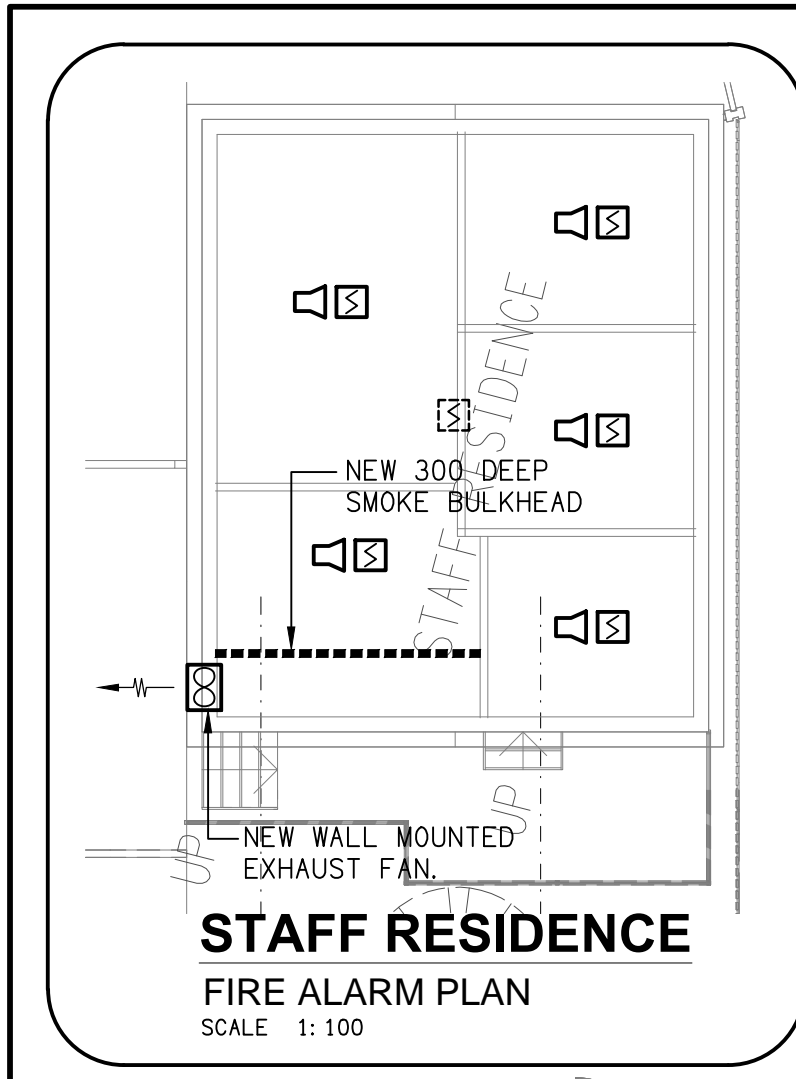 STAFF RESIDENCE
NEW 300 DEEP
SMOKE BULKHEAD
UP
UP
NEW WALL MOUNTED
EXHAUST FAN.
STAFF RESIDENCE
FIRE ALARM PLAN
SCALE 1:100